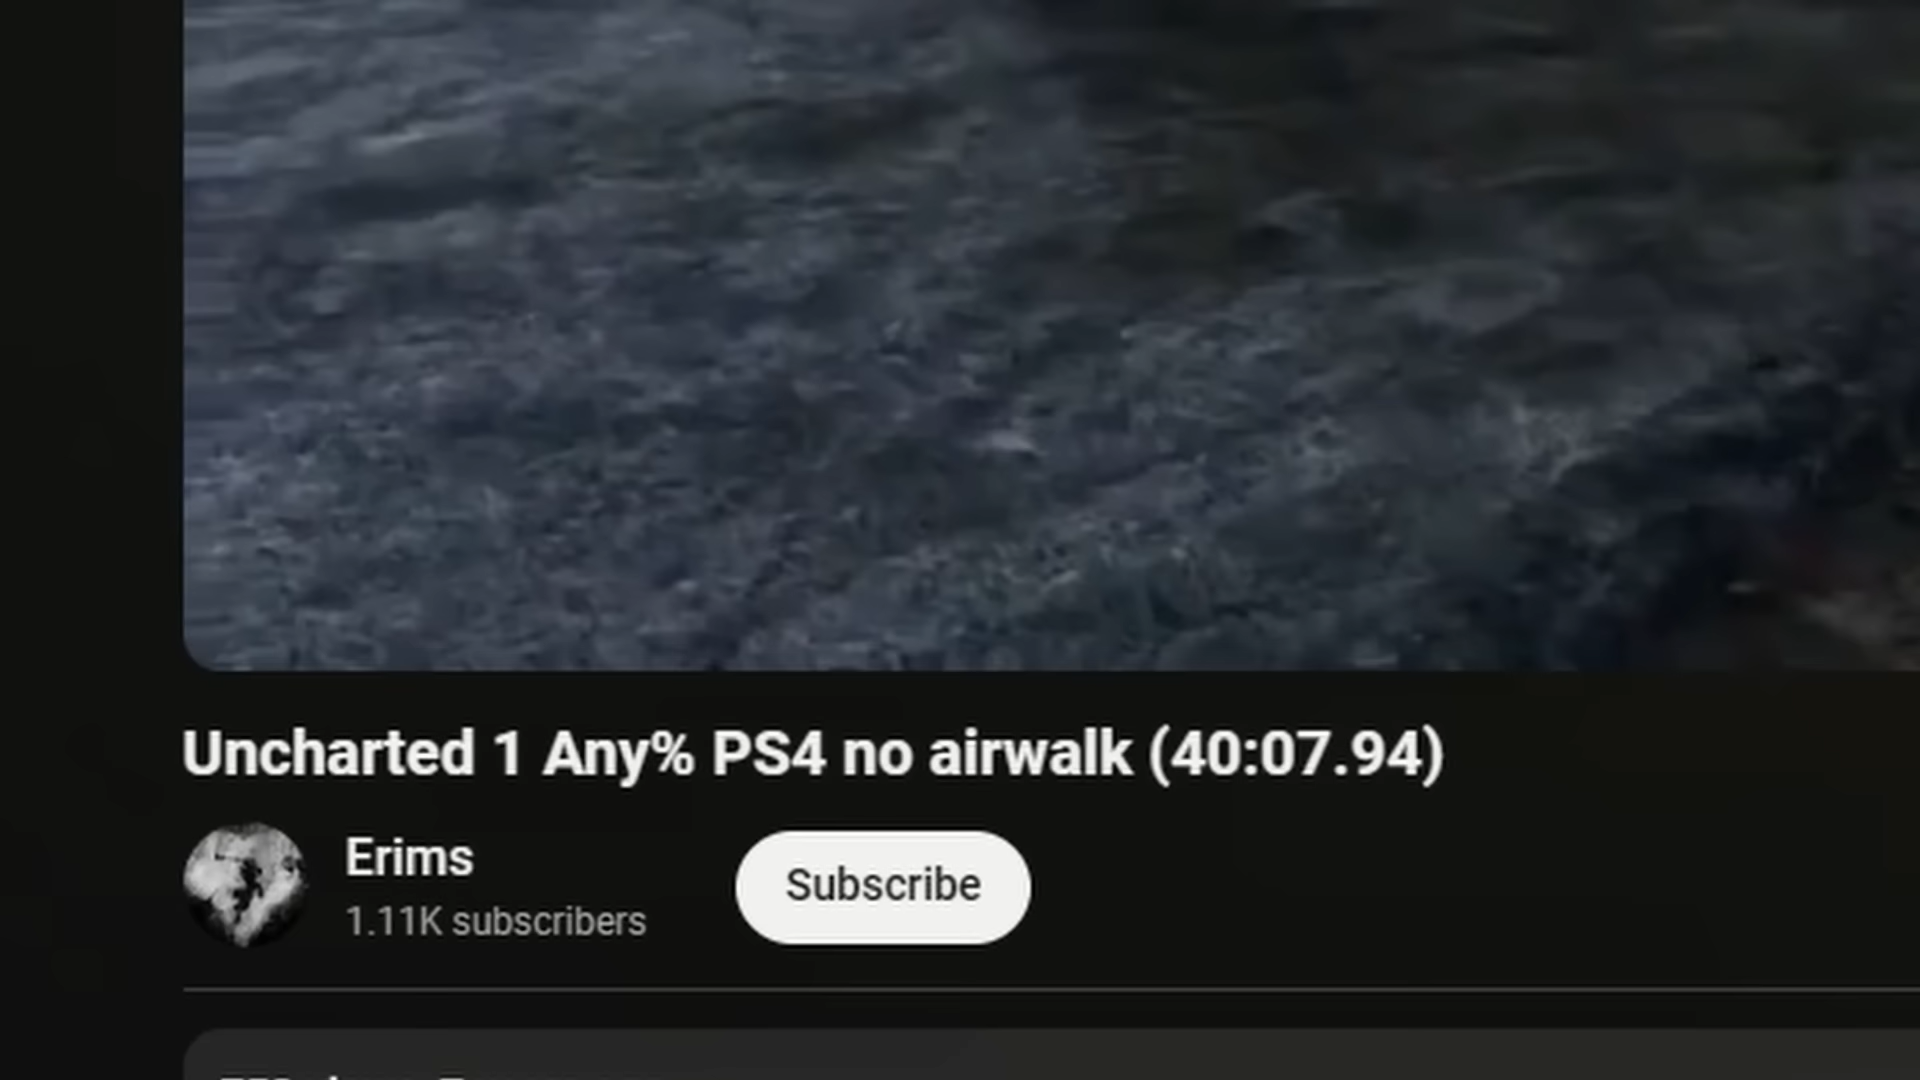 Uncharted 1 Any% PS4 no airwalk (40:07.94)
Erims
1.11K subscribers
Subscribe